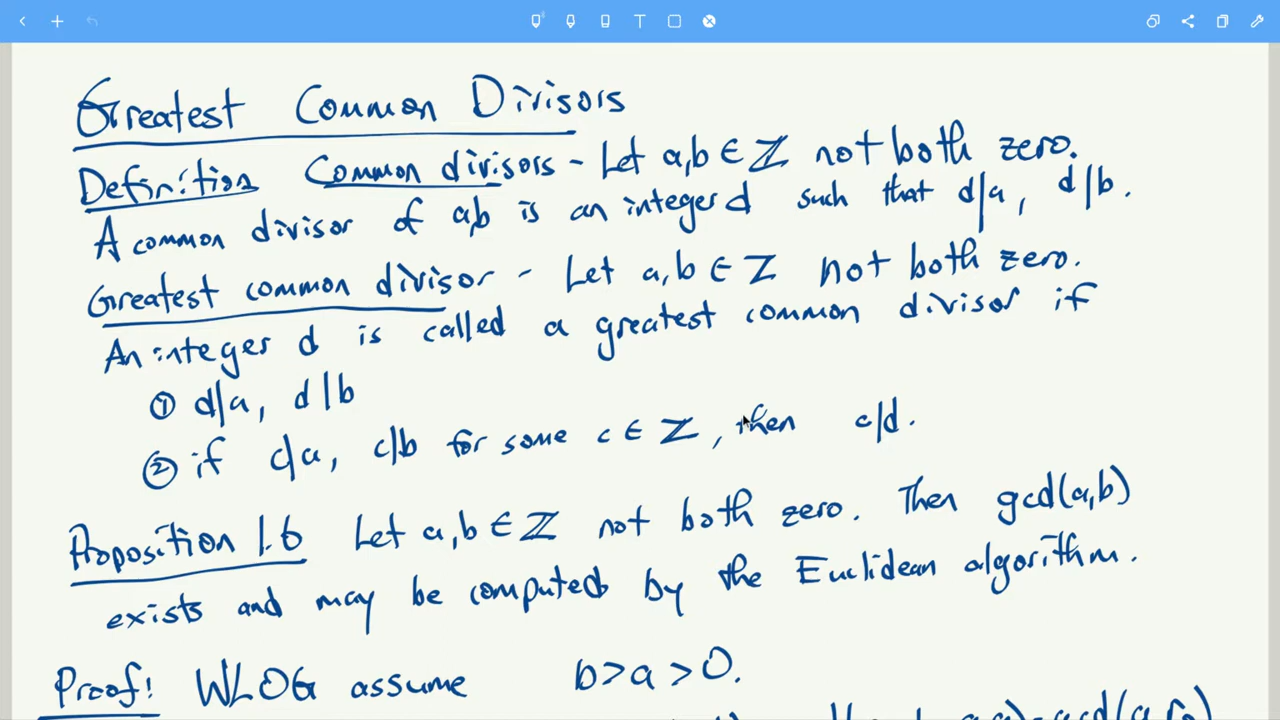 Greatest Common Divisors
Definition Common divisors - Let a,b ∈ ℤ not both zero.
A common divisor of a,b is an integer d such that d|a, d|b.
Greatest common divisor - Let a,b ∈ ℤ not both zero.
An integer d is called a greatest common divisor if
① d|a, d|b
② if c|a, c|b for some c ∈ ℤ, then c|d.
Proposition 1.6 Let a,b ∈ ℤ not both zero. Then gcd(a,b)
exists and may be computed by the Euclidean algorithm.
Proof: WLOG assume b > a > 0.